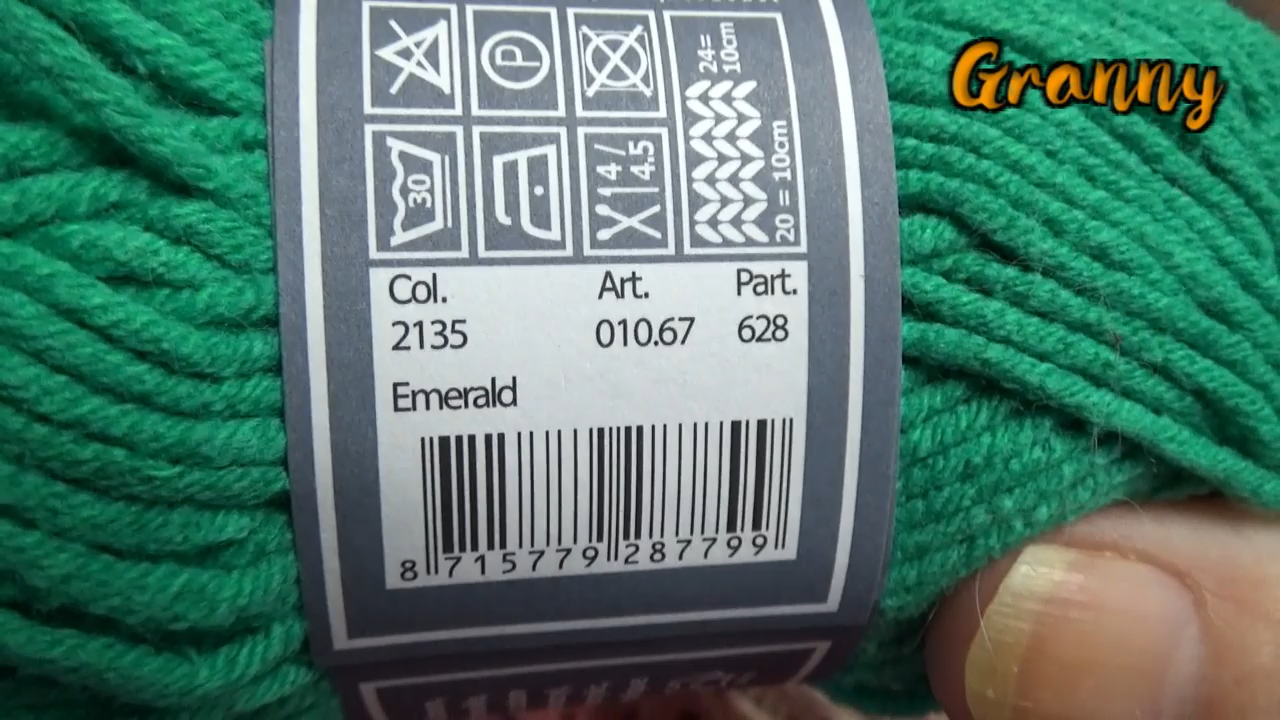 Granny
P
24=
10cm
30
4 /
4.5
20 = 10cm
Col. Art. Part.
2135 010.67 628
Emerald
8 715779 287799